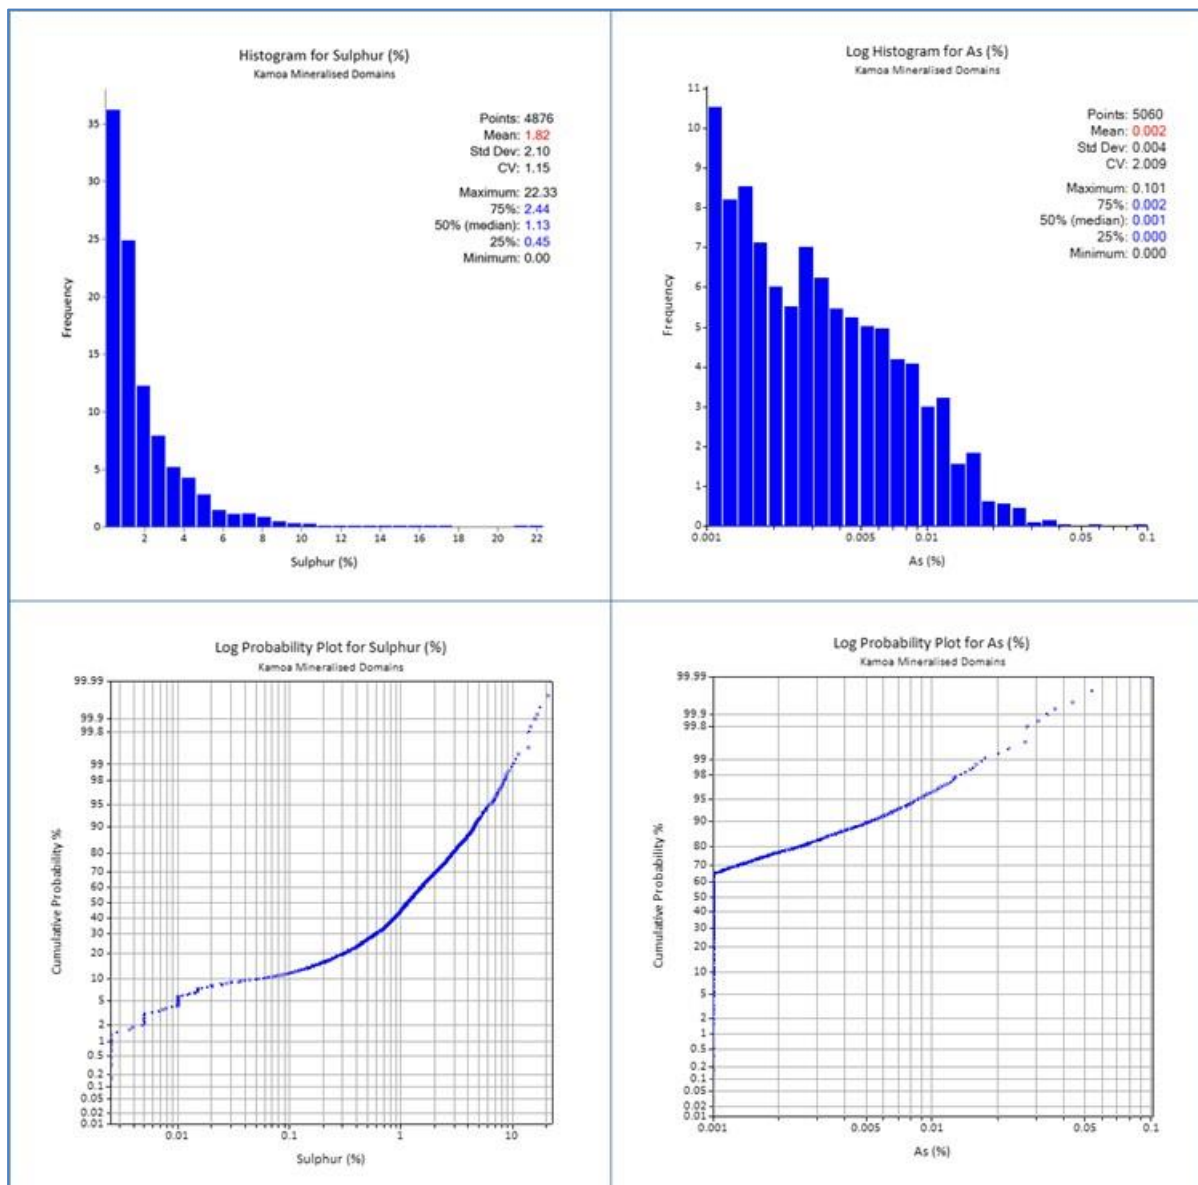 Histogram for Sulphur (%)
Kamoa Mineralised Domains
Points: 4876
Mean: 1.82
Std Dev: 2.10
CV: 1.15
Maximum: 22.33
75%: 2.44
50% (median): 1.13
25%: 0.45
Minimum: 0.00
Frequency
35
30
25
20
15
10
5
0
2 4 6 8 10 12 14 16 18 20 22
Sulphur (%)
Log Histogram for As (%)
Kamoa Mineralised Domains
Points: 5060
Mean: 0.002
Std Dev: 0.004
CV: 2.009
Maximum: 0.101
75%: 0.002
50% (median): 0.001
25%: 0.000
Minimum: 0.000
Frequency
11
10
9
8
7
6
5
4
3
2
1
0
0.001 0.005 0.01 0.05 0.1
As (%)
Log Probability Plot for Sulphur (%)
Kamoa Mineralised Domains
Cumulative Probability %
99.99
99.9
99.8
99
98
95
90
80
70
60
50
40
30
20
10
5
2
1
0.5
0.2
0.1
0.05
0.02
0.01
0.01 0.1 1 10
Sulphur (%)
Log Probability Plot for As (%)
Kamoa Mineralised Domains
Cumulative Probability %
99.99
99.9
99.8
99
98
95
90
80
70
60
50
40
30
20
10
5
2
1
0.5
0.2
0.1
0.05
0.02
0.01
0.001 0.005 0.01 0.05 0.1
As (%)